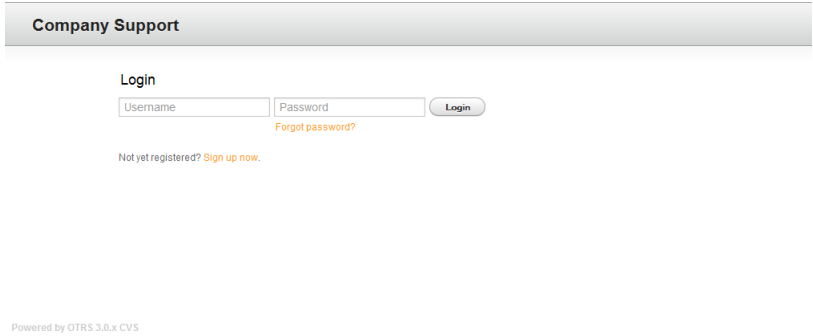 Company Support
Login
Username Password Login
Forgot password?
Not yet registered? Sign up now.
Powered by OTRS 3.0.x CVS